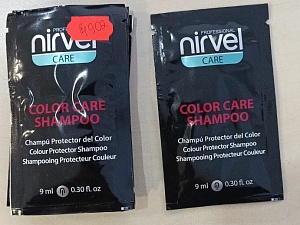 PROFESSIONAL
nirvel
CARE
COLOR CARE
SHAMPOO
Champú Protector del Color
Colour Protector Shampoo
Shampooing Protecteur Couleur
9 ml n 0.30 fl.oz
PROFESSIONAL
nirvel
CARE
COLOR CARE
SHAMPOO
Champú Protector del Color
Colour Protector Shampoo
Shampooing Protecteur Couleur
9 ml 0.30 fl.oz